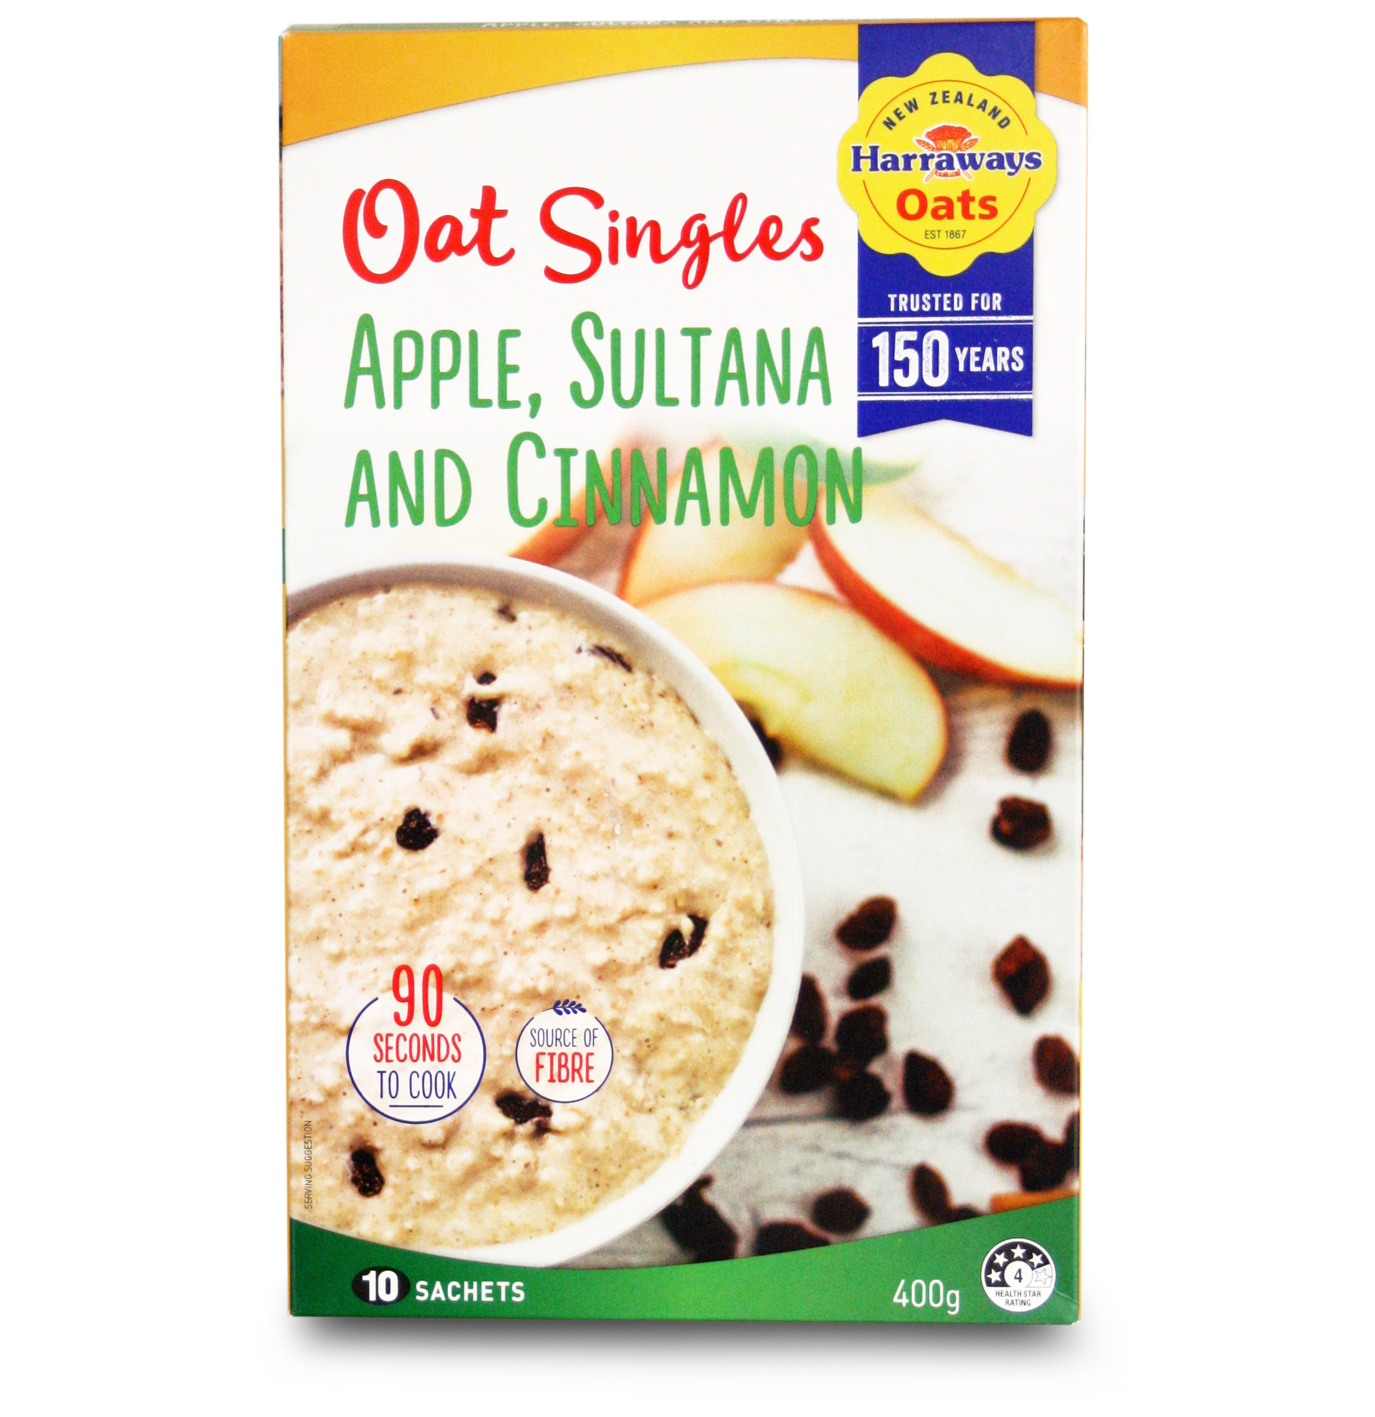 NEW ZEALAND
Harraways
Oats
EST 1867
TRUSTED FOR
150 YEARS
Oat Singles
APPLE, SULTANA
AND CINNAMON
90
SECONDS
TO COOK
SOURCE OF
FIBRE
SERVING SUGGESTION
10 SACHETS
400g
4
HEALTH STAR
RATING